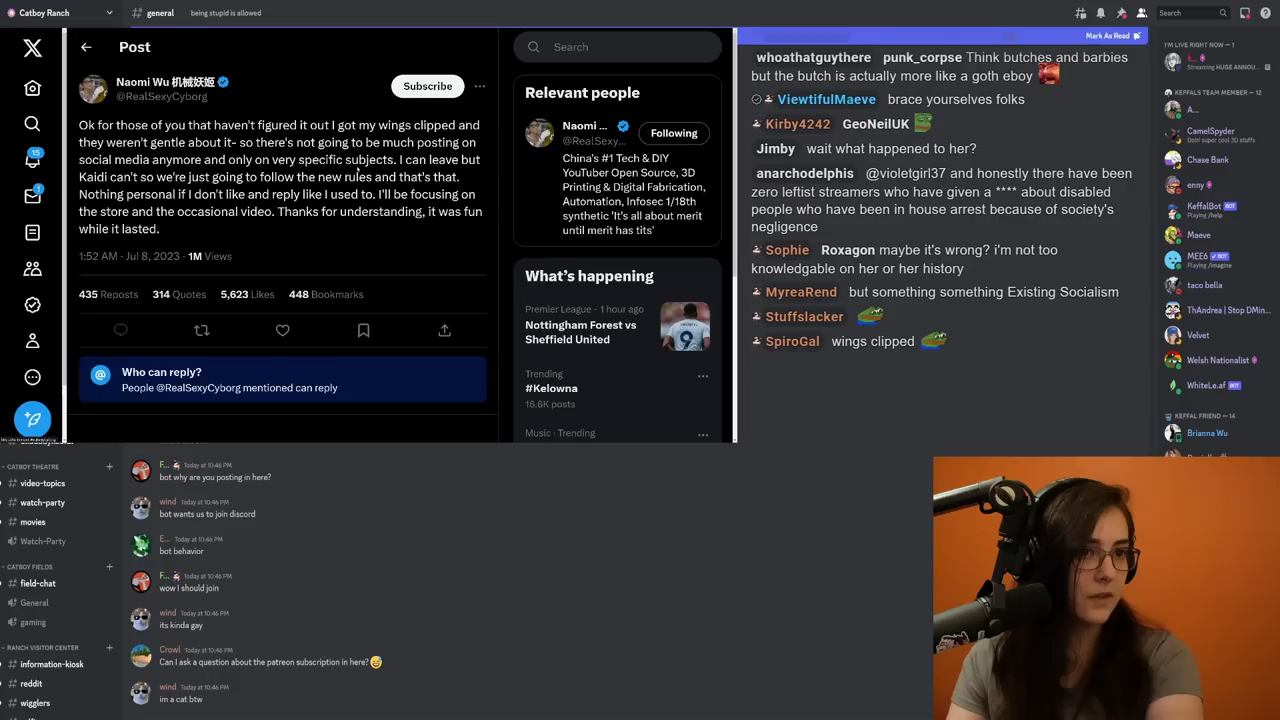 Catboy Ranch
# general
being stupid is allowed
Search
Mark As Read
Post
Naomi Wu 机械妖姬
@RealSexyCyborg
Subscribe
Ok for those of you that haven't figured it out I got my wings clipped and
they weren't gentle about it- so there's not going to be much posting on
social media anymore and only on very specific subjects. I can leave but
Kaidi can't so we're just going to follow the new rules and that's that.
Nothing personal if I don't like and reply like I used to. I'll be focusing on
the store and the occasional video. Thanks for understanding, it was fun
while it lasted.
1:52 AM · Jul 8, 2023 · 1M Views
435 Reposts 314 Quotes 5,623 Likes 448 Bookmarks
Who can reply?
People @RealSexyCyborg mentioned can reply
15
1
Search
Relevant people
Naomi ...
@RealSexy...
Following
China's #1 Tech & DIY
YouTuber Open Source, 3D
Printing & Digital Fabrication,
Automation, Infosec 1/18th
synthetic 'It's all about merit
until merit has tits'
What's happening
Premier League · 1 hour ago
Nottingham Forest vs
Sheffield United
Trending
#Kelowna
16.6K posts
Music · Trending
whoathatguythere punk_corpse Think butches and barbies
but the butch is actually more like a goth eboy
ViewtifulMaeve brace yourselves folks
Kirby4242 GeoNeilUK
Jimby wait what happened to her?
anarchodelphis @violetgirl37 and honestly there have been
zero leftist streamers who have given a **** about disabled
people who have been in house arrest because of society's
negligence
Sophie Roxagon maybe it's wrong? i'm not too
knowledgable on her or her history
MyreaRend but something something Existing Socialism
Stuffslacker
SpiroGal wings clipped
I'M LIVE RIGHT NOW — 1
k...
Streaming HUGE ANNOU...
KEFFALS TEAM MEMBER — 12
A...
CamelSpyder
Doin' super cool 3D stuffs
Chase Bank
enny
KeffalBot BOT
Playing /help
Maeve
MEE6 BOT
Playing /imagine
taco bella
ThAndrea | Stop DMin...
Velvet
Welsh Nationalist
WhiteLe.af BOT
KEFFAL FRIEND — 14
Brianna Wu
CATBOY THEATRE
# video-topics
# watch-party
# movies
Watch-Party
CATBOY FIELDS
# field-chat
General
gaming
RANCH VISITOR CENTER
# information-kiosk
# reddit
# wigglers
F... Today at 10:46 PM
bot why are you posting in here?
wind Today at 10:46 PM
bot wants us to join discord
E... Today at 10:46 PM
bot behavior
F... Today at 10:46 PM
wow I should join
wind Today at 10:46 PM
its kinda gay
Crowl Today at 10:46 PM
Can I ask a question about the patreon subscription in here?
wind Today at 10:46 PM
im a cat btw